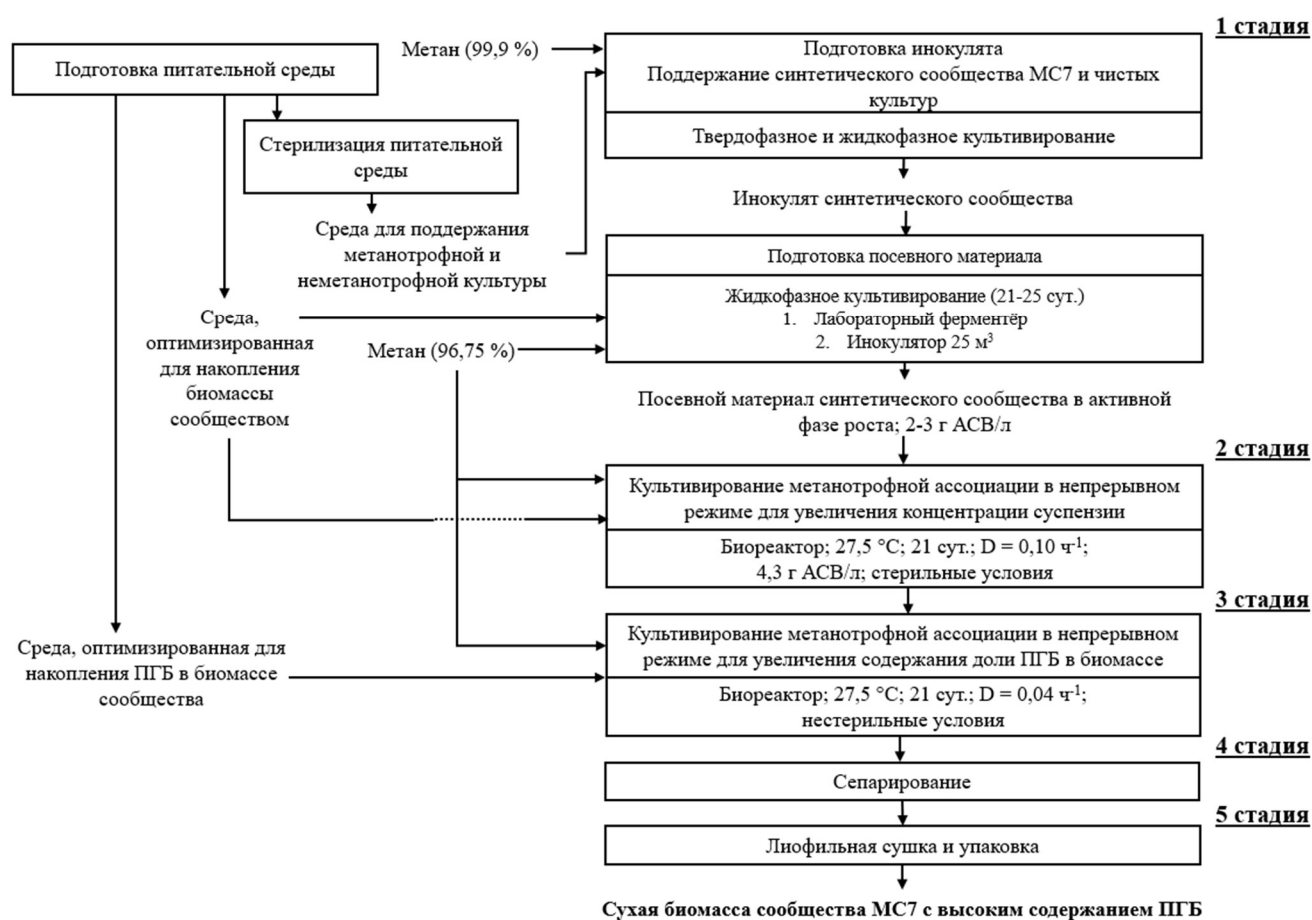 1 стадия
Подготовка питательной среды
Метан (99,9 %)
Подготовка инокулята
Поддержание синтетического сообщества МС7 и чистых
культур
Твердофазное и жидкофазное культивирование
Стерилизация питательной
среды
Инокулят синтетического сообщества
Среда для поддержания
метанотрофной и
неметанотрофной культуры
Подготовка посевного материала
Жидкофазное культивирование (21-25 сут.)
1. Лабораторный ферментёр
2. Инокулятор 25 м³
Среда,
оптимизированная
для накопления
биомассы
сообществом
Метан (96,75 %)
Посевной материал синтетического сообщества в активной
фазе роста; 2-3 г АСВ/л
2 стадия
Культивирование метанотрофной ассоциации в непрерывном
режиме для увеличения концентрации суспензии
Биореактор; 27,5 °С; 21 сут.; D = 0,10 ч⁻¹;
4,3 г АСВ/л; стерильные условия
3 стадия
Культивирование метанотрофной ассоциации в непрерывном
режиме для увеличения содержания доли ПГБ в биомассе
Биореактор; 27,5 °С; 21 сут.; D = 0,04 ч⁻¹;
нестерильные условия
Среда, оптимизированная для
накопления ПГБ в биомассе
сообщества
4 стадия
Сепарирование
5 стадия
Лиофильная сушка и упаковка
Сухая биомасса сообщества МС7 с высоким содержанием ПГБ